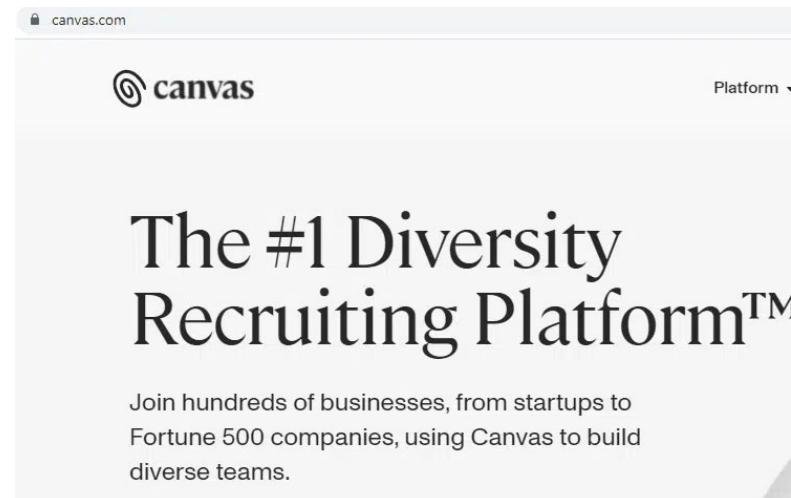 canvas.com
canvas
Platform
The #1 Diversity
Recruiting Platform™
Join hundreds of businesses, from startups to
Fortune 500 companies, using Canvas to build
diverse teams.